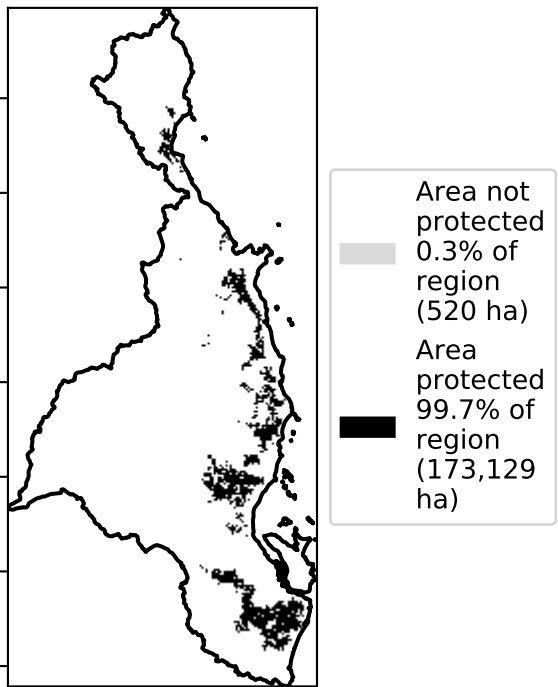 Area not
protected
0.3% of
region
(520 ha)
Area
protected
99.7% of
region
(173,129
ha)